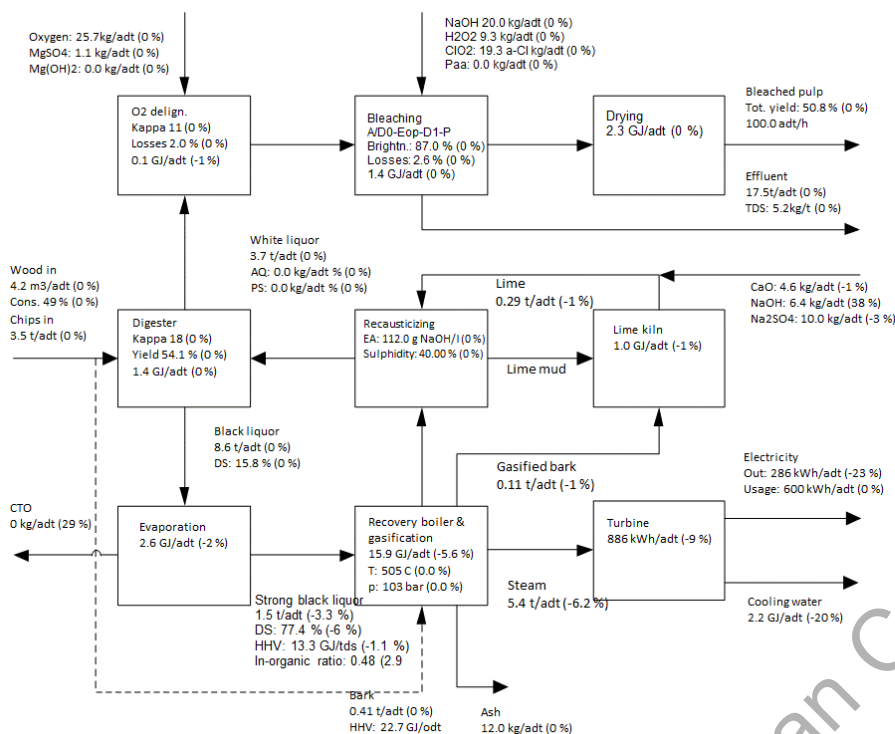 Oxygen: 25.7kg/adt (0 %)
MgSO4: 1.1 kg/adt (0 %)
Mg(OH)2: 0.0 kg/adt (0 %)
NaOH 20.0 kg/adt (0 %)
H2O2 9.3 kg/adt (0 %)
ClO2: 19.3 a-Cl kg/adt (0 %)
Paa: 0.0 kg/adt (0 %)
O2 delign.
Kappa 11 (0 %)
Losses 2.0 % (0 %)
0.1 GJ/adt (-1 %)
Bleaching
A/D0-Eop-D1-P
Brightn.: 87.0 % (0 %)
Losses: 2.6 % (0 %)
1.4 GJ/adt (0 %)
Drying
2.3 GJ/adt (0 %)
Bleached pulp
Tot. yield: 50.8 % (0 %)
100.0 adt/h
Effluent
17.5t/adt (0 %)
TDS: 5.2kg/t (0 %)
White liquor
3.7 t/adt (0 %)
AQ: 0.0 kg/adt % (0 %)
PS: 0.0 kg/adt % (0 %)
Wood in
4.2 m3/adt (0 %)
Cons. 49 % (0 %)
Chips in
3.5 t/adt (0 %)
Digester
Kappa 18 (0 %)
Yield 54.1 % (0 %)
1.4 GJ/adt (0 %)
Recausticizing
EA: 112.0 g NaOH/l (0 %)
Sulphidity: 40.00 % (0 %)
Lime
0.29 t/adt (-1 %)
Lime mud
Lime kiln
1.0 GJ/adt (-1 %)
CaO: 4.6 kg/adt (-1 %)
NaOH: 6.4 kg/adt (38 %)
Na2SO4: 10.0 kg/adt (-3 %)
Black liquor
8.6 t/adt (0 %)
DS: 15.8 % (0 %)
Gasified bark
0.11 t/adt (-1 %)
Electricity
Out: 286 kWh/adt (-23 %)
Usage: 600 kWh/adt (0 %)
CTO
0 kg/adt (29 %)
Evaporation
2.6 GJ/adt (-2 %)
Recovery boiler &
gasification
15.9 GJ/adt (-5.6 %)
T: 505 C (0.0 %)
p: 103 bar (0.0 %)
Turbine
886 kWh/adt (-9 %)
Steam
5.4 t/adt (-6.2 %)
Cooling water
2.2 GJ/adt (-20 %)
Strong black liquor
1.5 t/adt (-3.3 %)
DS: 77.4 % (-6 %)
HHV: 13.3 GJ/tds (-1.1 %)
In-organic ratio: 0.48 (2.9
Bark
0.41 t/adt (0 %)
HHV: 22.7 GJ/odt
Ash
12.0 kg/adt (0 %)
an C